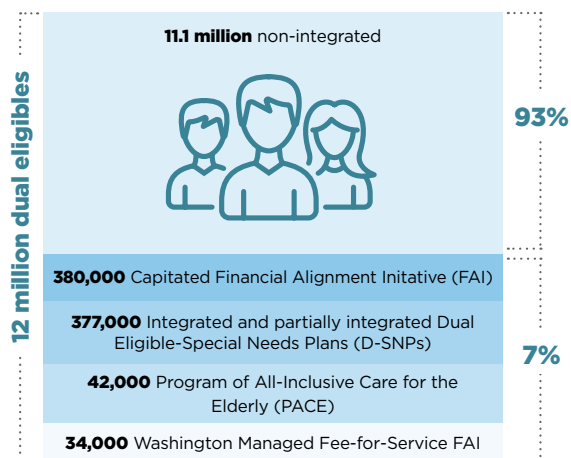 12 million dual eligibles
11.1 million non-integrated
93%
380,000 Capitated Financial Alignment Initative (FAI)
377,000 Integrated and partially integrated Dual
Eligible-Special Needs Plans (D-SNPs)
7%
42,000 Program of All-Inclusive Care for the
Elderly (PACE)
34,000 Washington Managed Fee-for-Service FAI